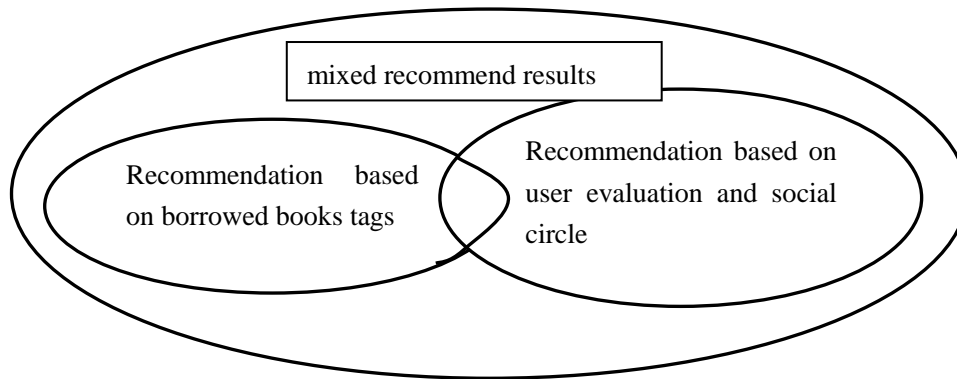 mixed recommend results
Recommendation based
on borrowed books tags
Recommendation based on
user evaluation and social
circle